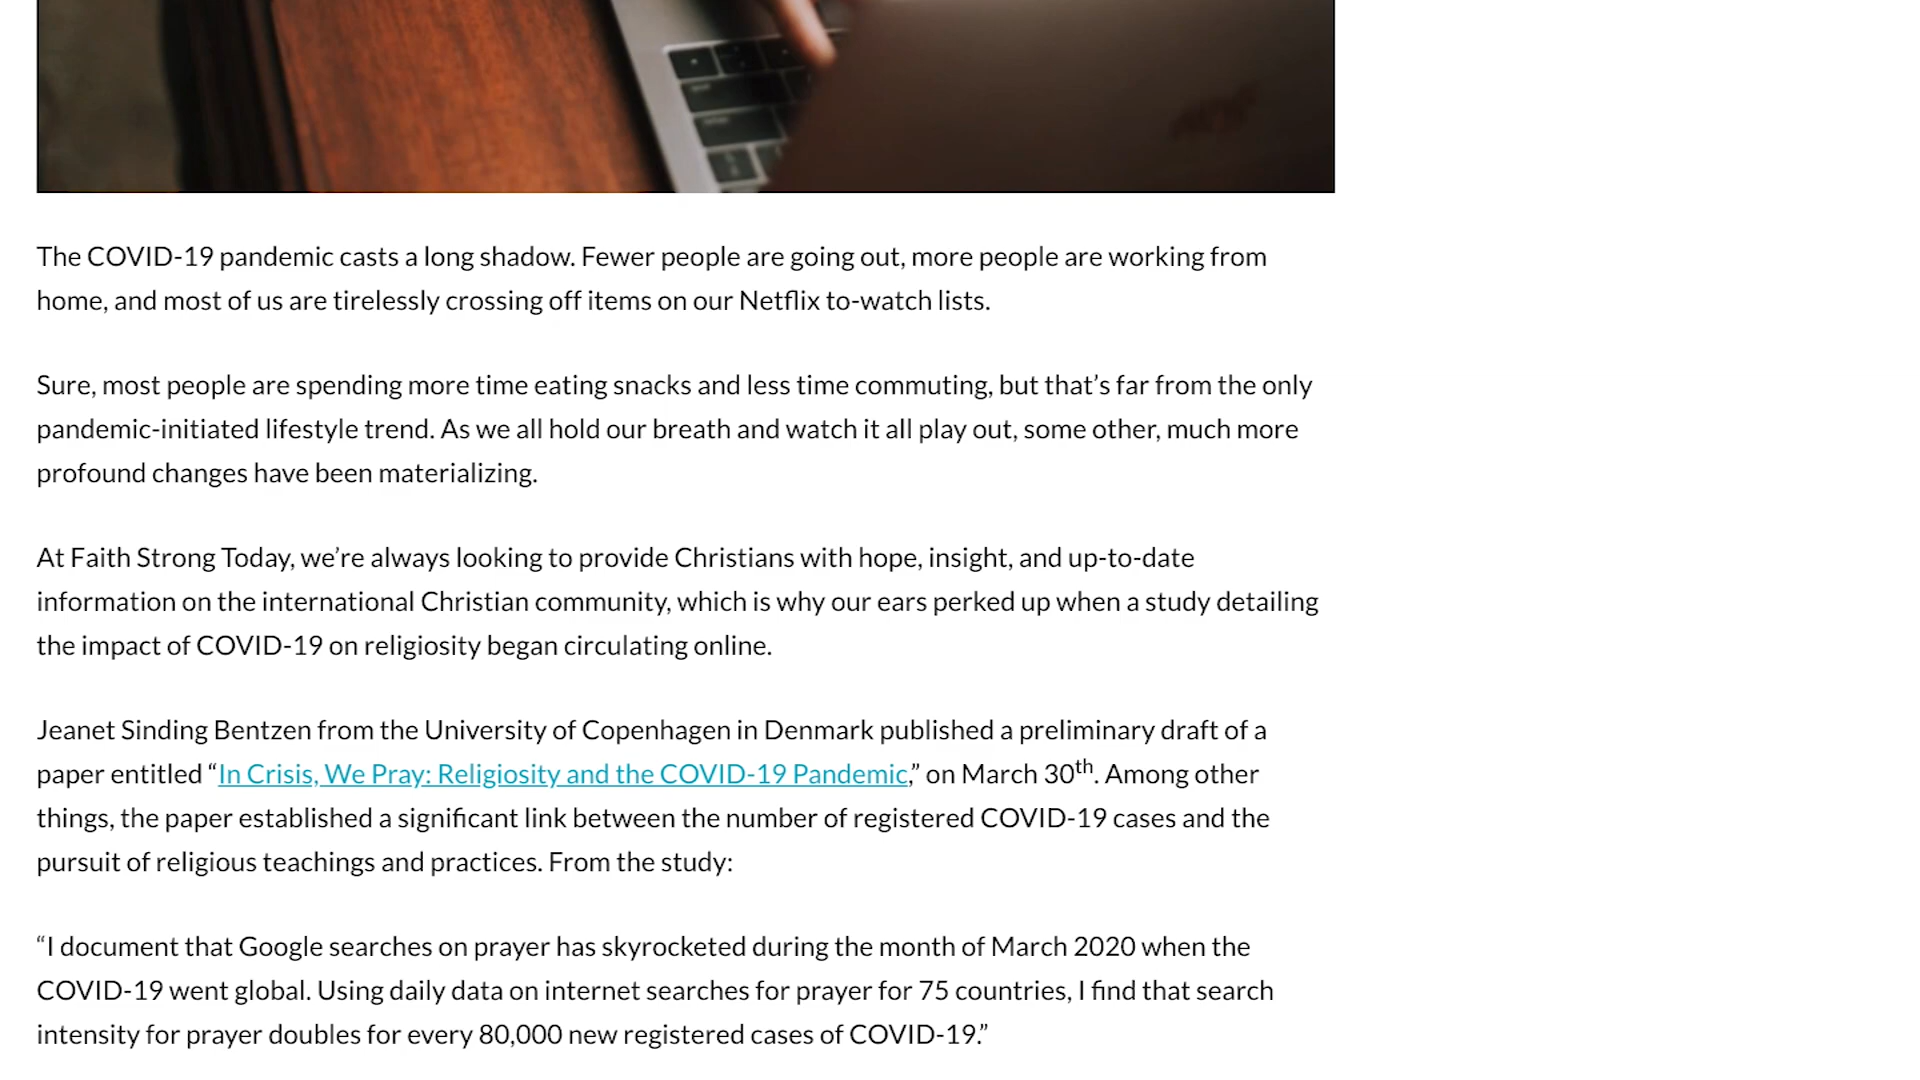 The COVID-19 pandemic casts a long shadow. Fewer people are going out, more people are working from
home, and most of us are tirelessly crossing off items on our Netflix to-watch lists.
Sure, most people are spending more time eating snacks and less time commuting, but that’s far from the only
pandemic-initiated lifestyle trend. As we all hold our breath and watch it all play out, some other, much more
profound changes have been materializing.
At Faith Strong Today, we’re always looking to provide Christians with hope, insight, and up-to-date
information on the international Christian community, which is why our ears perked up when a study detailing
the impact of COVID-19 on religiosity began circulating online.
Jeanet Sinding Bentzen from the University of Copenhagen in Denmark published a preliminary draft of a
paper entitled “In Crisis, We Pray: Religiosity and the COVID-19 Pandemic,” on March 30th. Among other
things, the paper established a significant link between the number of registered COVID-19 cases and the
pursuit of religious teachings and practices. From the study:
“I document that Google searches on prayer has skyrocketed during the month of March 2020 when the
COVID-19 went global. Using daily data on internet searches for prayer for 75 countries, I find that search
intensity for prayer doubles for every 80,000 new registered cases of COVID-19.”